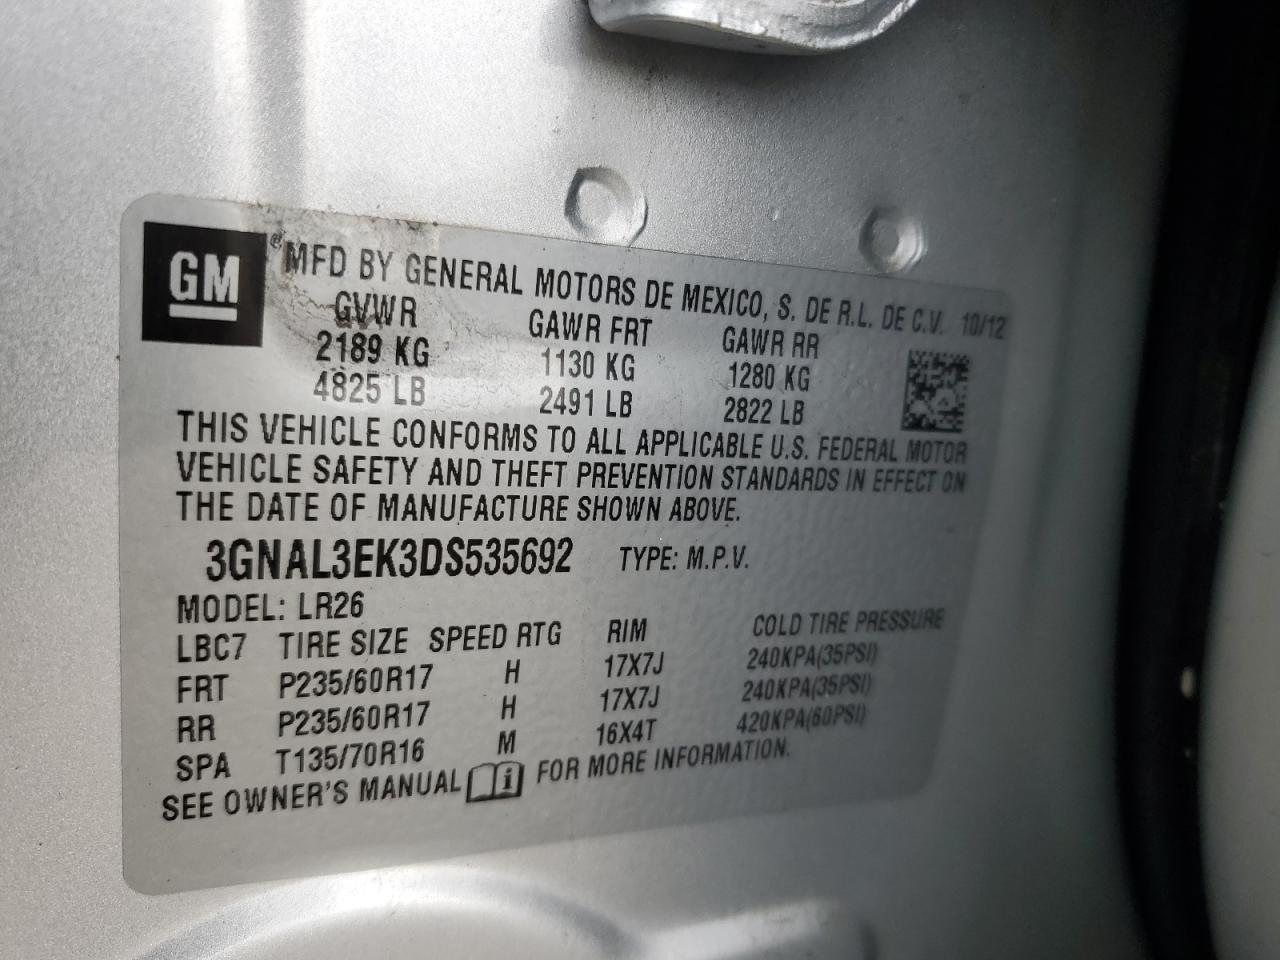 GM
® MFD BY GENERAL MOTORS DE MEXICO, S. DE R.L. DE C.V. 10/12
GVWR GAWR FRT GAWR RR
2189 KG 1130 KG 1280 KG
4825 LB 2491 LB 2822 LB
THIS VEHICLE CONFORMS TO ALL APPLICABLE U.S. FEDERAL MOTOR
VEHICLE SAFETY AND THEFT PREVENTION STANDARDS IN EFFECT ON
THE DATE OF MANUFACTURE SHOWN ABOVE.
3GNAL3EK3DS535692 TYPE: M.P.V.
MODEL: LR26
LBC7 TIRE SIZE SPEED RTG RIM COLD TIRE PRESSURE
FRT P235/60R17 H 17X7J 240KPA(35PSI)
RR P235/60R17 H 17X7J 240KPA(35PSI)
SPA T135/70R16 M 16X4T 420KPA(60PSI)
SEE OWNER'S MANUAL i FOR MORE INFORMATION.